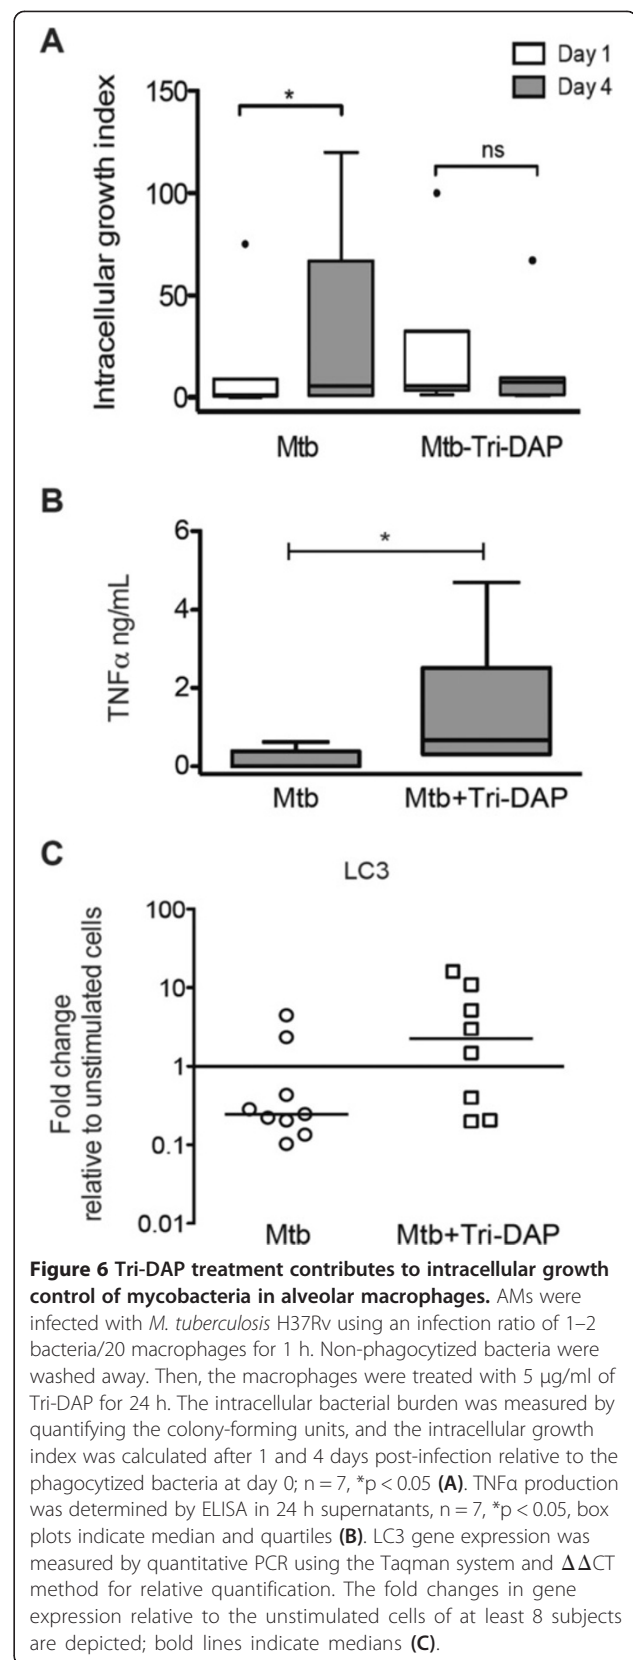 A
Day 1
Day 4
Intracellular growth index
150
100
50
0
*
ns
Mtb
Mtb-Tri-DAP
B
TNFα ng/mL
6
4
2
0
*
Mtb
Mtb+Tri-DAP
C
LC3
Fold change
relative to unstimulated cells
100
10
1
0.1
0.01
Mtb
Mtb+Tri-DAP
Figure 6 Tri-DAP treatment contributes to intracellular growth
control of mycobacteria in alveolar macrophages. AMs were
infected with M. tuberculosis H37Rv using an infection ratio of 1–2
bacteria/20 macrophages for 1 h. Non-phagocytized bacteria were
washed away. Then, the macrophages were treated with 5 μg/ml of
Tri-DAP for 24 h. The intracellular bacterial burden was measured by
quantifying the colony-forming units, and the intracellular growth
index was calculated after 1 and 4 days post-infection relative to the
phagocytized bacteria at day 0; n = 7, *p < 0.05 (A). TNFα production
was determined by ELISA in 24 h supernatants, n = 7, *p < 0.05, box
plots indicate median and quartiles (B). LC3 gene expression was
measured by quantitative PCR using the Taqman system and ΔΔCT
method for relative quantification. The fold changes in gene
expression relative to the unstimulated cells of at least 8 subjects
are depicted; bold lines indicate medians (C).